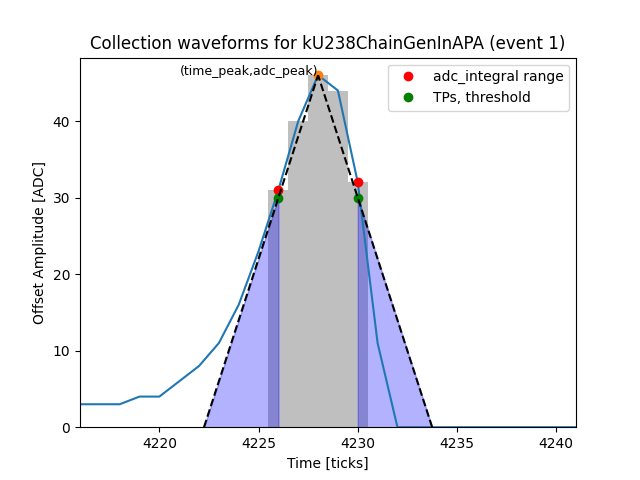 Collection waveforms for kU238ChainGenInAPA (event 1)
(time_peak,adc_peak)
adc_integral range
TPs, threshold
Offset Amplitude [ADC]
40
30
20
10
0
4220 4225 4230 4235 4240
Time [ticks]